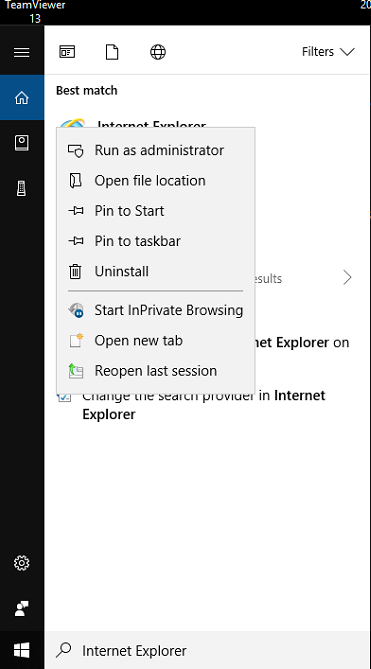 TeamViewer
13
20
Filters
Best match
Internet Explorer
Run as administrator
Open file location
Pin to Start
Pin to taskbar
Uninstall
esults
Start InPrivate Browsing
Open new tab
net Explorer on
Reopen last session
Change the search provider in Internet
Explorer
Internet Explorer